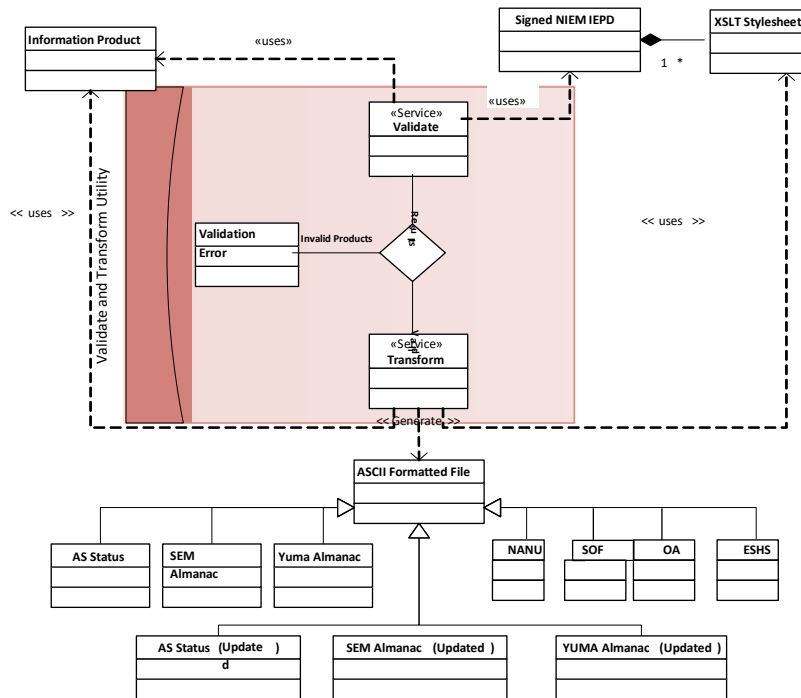 Signed NIEM IEPD
XSLT Stylesheet
Information Product
«uses»
1 *
«uses»
«Service»
Validate
<< uses >>
<< uses >>
Validate and Transform Utility
Validation
Error
Invalid Products
«Service»
Transform
<< Generate >>
ASCII Formatted File
AS Status
SEM
Almanac
Yuma Almanac
NANU
SOF
OA
ESHS
AS Status (Update )
d
SEM Almanac (Updated )
YUMA Almanac (Updated )